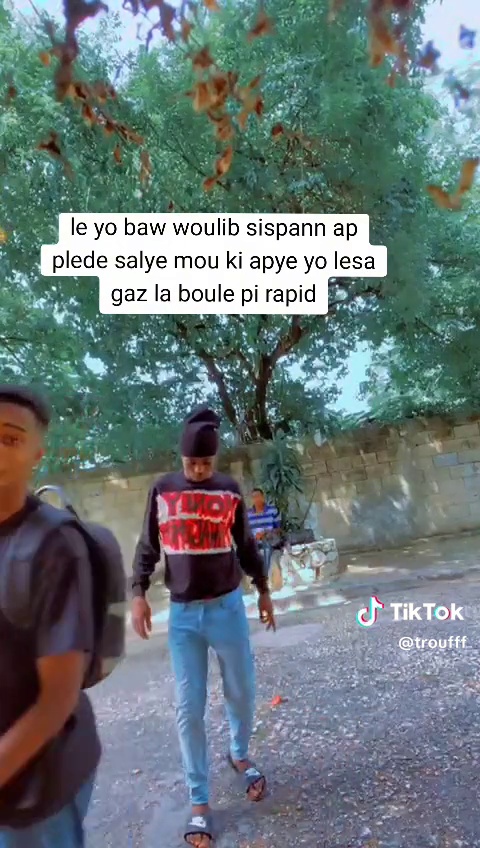 le yo baw woulib sispann ap
plede salye mou ki apye yo lesa
gaz la boule pi rapid
TikTok
@troufff